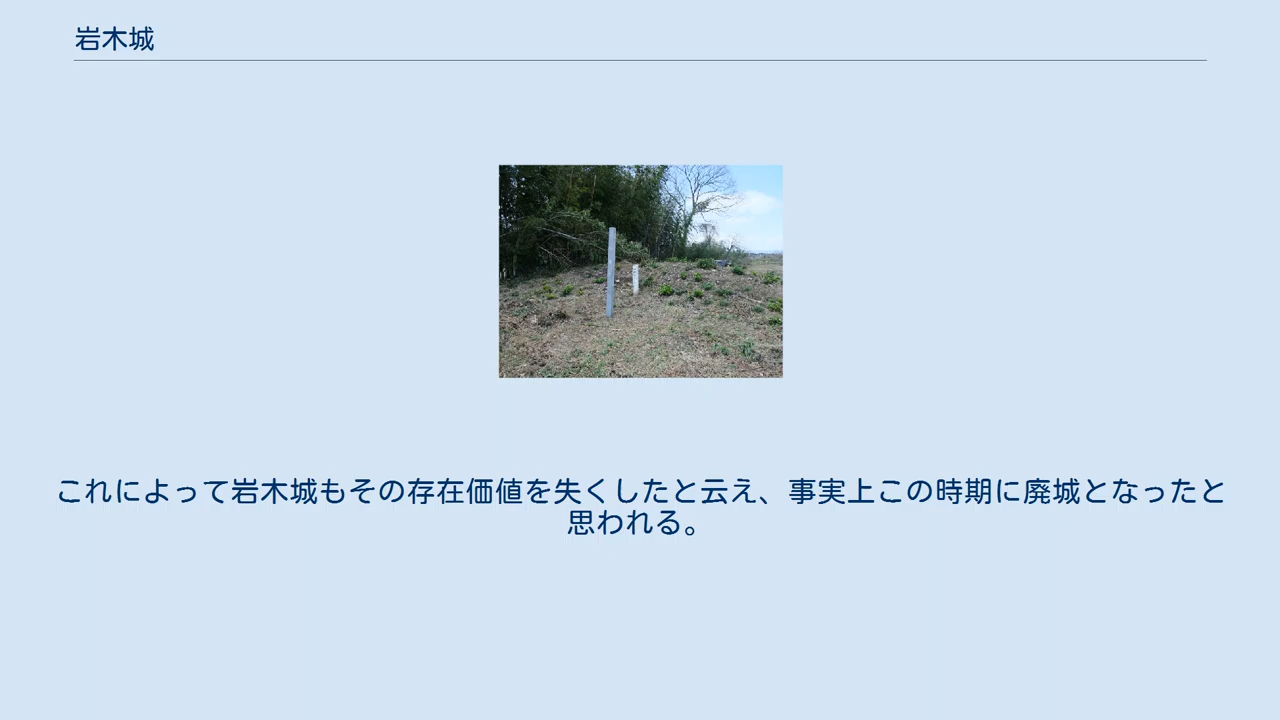 岩木城
これによって岩木城もその存在価値を失くしたと云え、事実上この時期に廃城となったと
思われる。